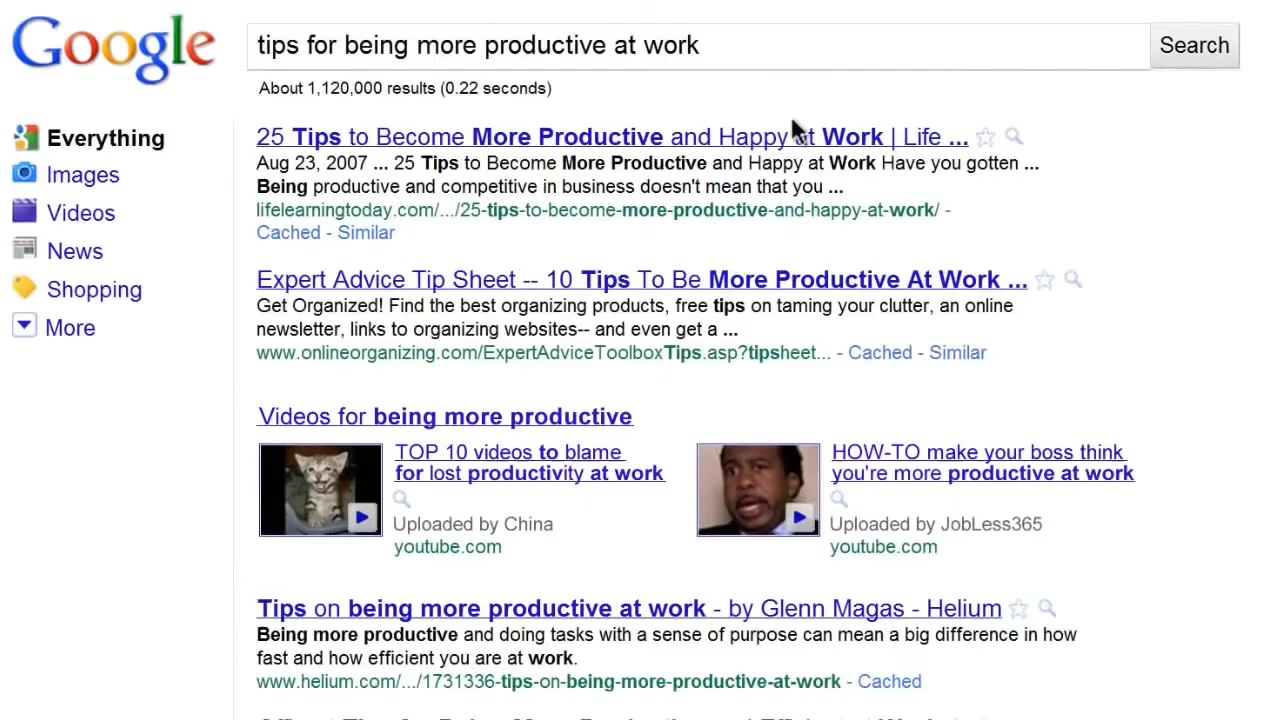 Google
tips for being more productive at work
Search
About 1,120,000 results (0.22 seconds)
Everything
Images
Videos
News
Shopping
More
25 Tips to Become More Productive and Happy at Work | Life ...
Aug 23, 2007 ... 25 Tips to Become More Productive and Happy at Work Have you gotten ...
Being productive and competitive in business doesn't mean that you ...
lifelearningtoday.com/.../25-tips-to-become-more-productive-and-happy-at-work/ -
Cached - Similar
Expert Advice Tip Sheet -- 10 Tips To Be More Productive At Work ...
Get Organized! Find the best organizing products, free tips on taming your clutter, an online
newsletter, links to organizing websites-- and even get a ...
www.onlineorganizing.com/ExpertAdviceToolboxTips.asp?tipsheet... - Cached - Similar
Videos for being more productive
TOP 10 videos to blame
for lost productivity at work
Uploaded by China
youtube.com
HOW-TO make your boss think
you're more productive at work
Uploaded by JobLess365
youtube.com
Tips on being more productive at work - by Glenn Magas - Helium
Being more productive and doing tasks with a sense of purpose can mean a big difference in how
fast and how efficient you are at work.
www.helium.com/.../1731336-tips-on-being-more-productive-at-work - Cached